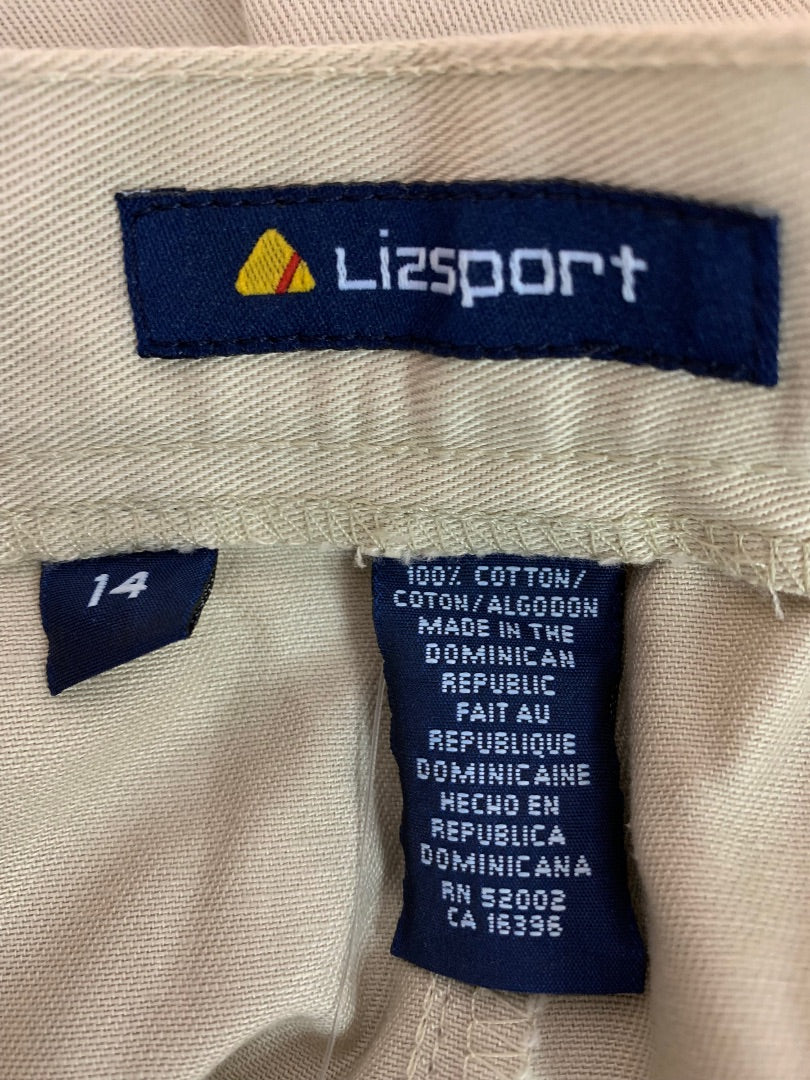 Lizsport
14
100% COTTON/
COTON/ALGODON
MADE IN THE
DOMINICAN
REPUBLIC
FAIT AU
REPUBLIQUE
DOMINICAINE
HECHO EN
REPUBLICA
DOMINICANA
RN 52002
CA 16396